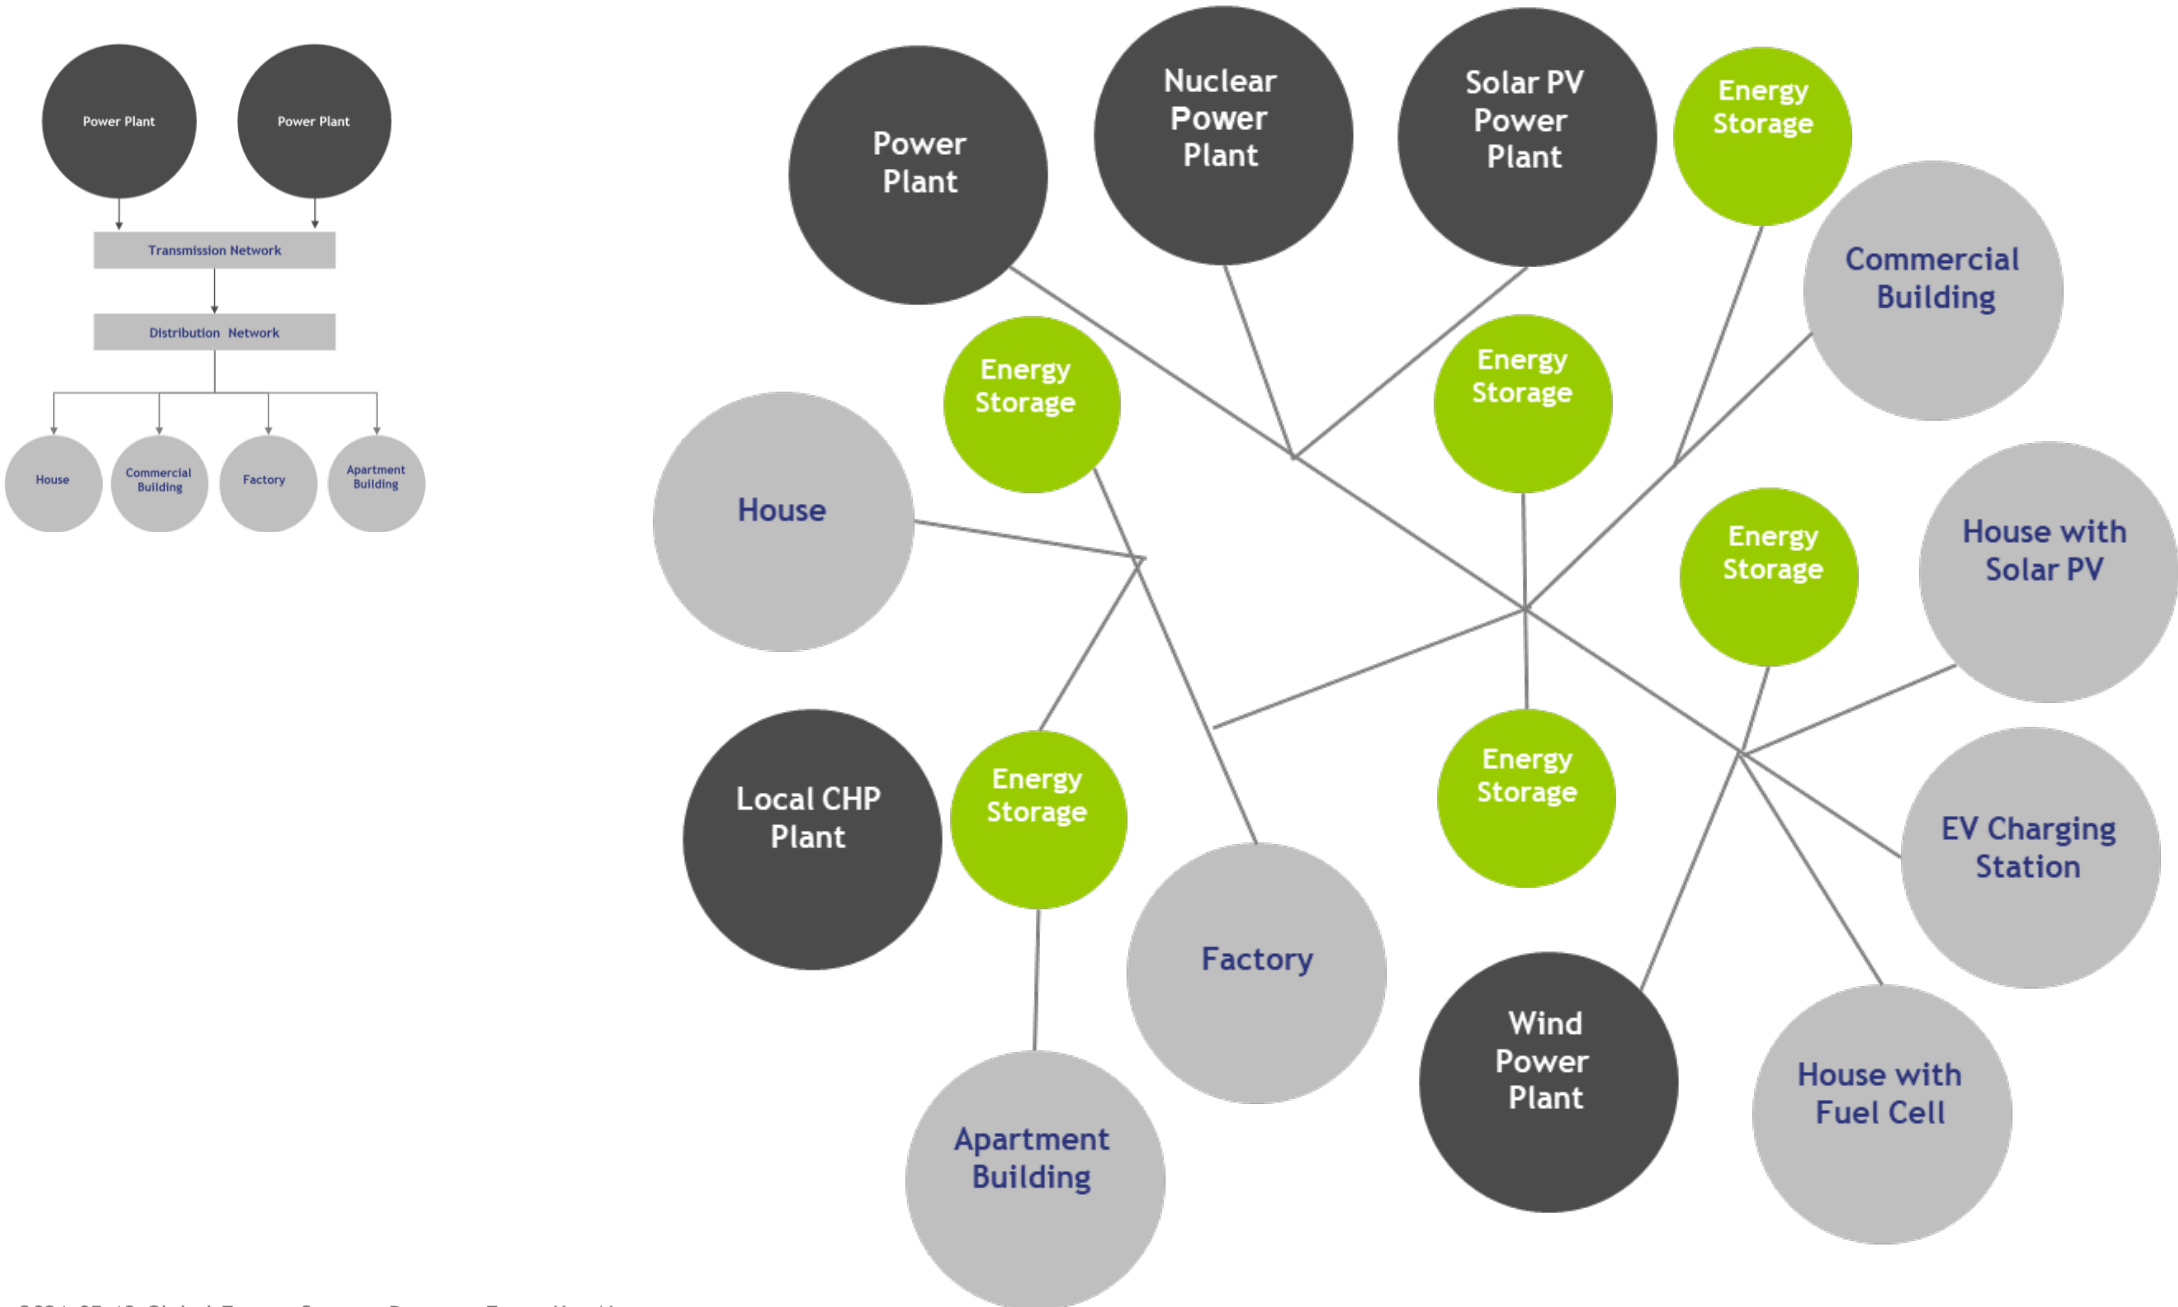 Power Plant
Power Plant
Transmission Network
Distribution Network
House
Commercial
Building
Factory
Apartment
Building
Power
Plant
Nuclear
Power
Plant
Solar PV
Power
Plant
Energy
Storage
Commercial
Building
Energy
Storage
Energy
Storage
House
House with
Solar PV
Energy
Storage
Local CHP
Plant
Energy
Storage
Energy
Storage
EV Charging
Station
Factory
Wind
Power
Plant
House with
Fuel Cell
Apartment
Building